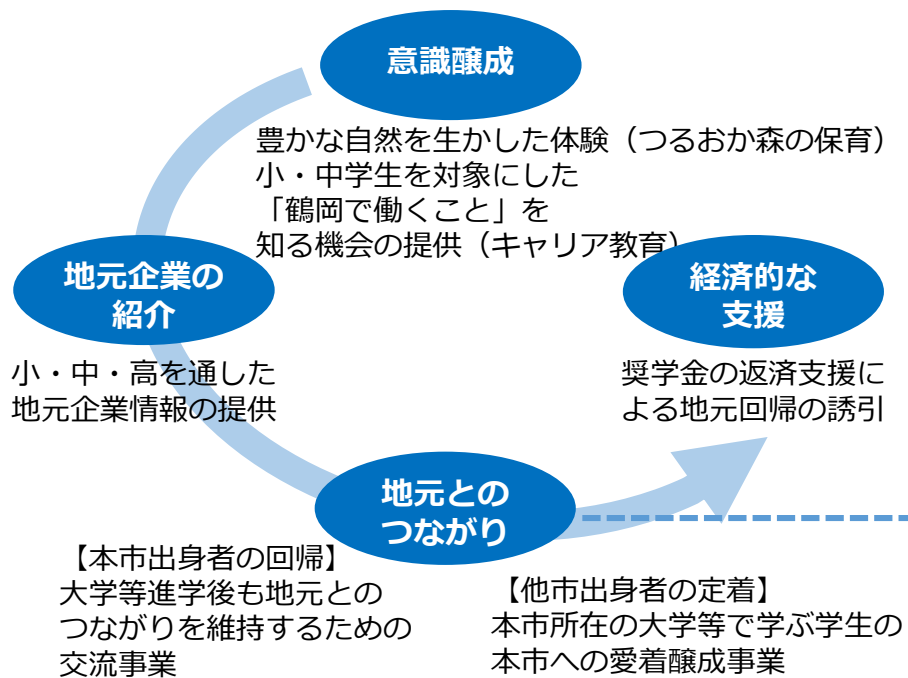 意識醸成
豊かな自然を生かした体験（つるおか森の保育）
小・中学生を対象にした
「鶴岡で働くこと」を
知る機会の提供（キャリア教育）
地元企業の
紹介
小・中・高を通した
地元企業情報の提供
経済的な
支援
奨学金の返済支援に
よる地元回帰の誘引
地元との
つながり
【本市出身者の回帰】
大学等進学後も地元との
つながりを維持するための
交流事業
【他市出身者の定着】
本市所在の大学等で学ぶ学生の
本市への愛着醸成事業